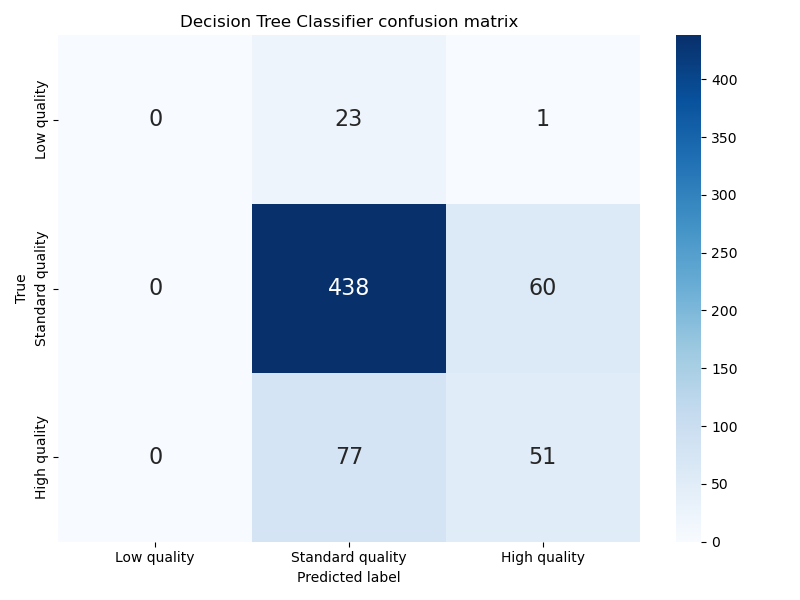 Decision Tree Classifier confusion matrix
True
Low quality
Standard quality
High quality
0 23 1
0 438 60
0 77 51
Low quality Standard quality High quality
Predicted label
400
350
300
250
200
150
100
50
0